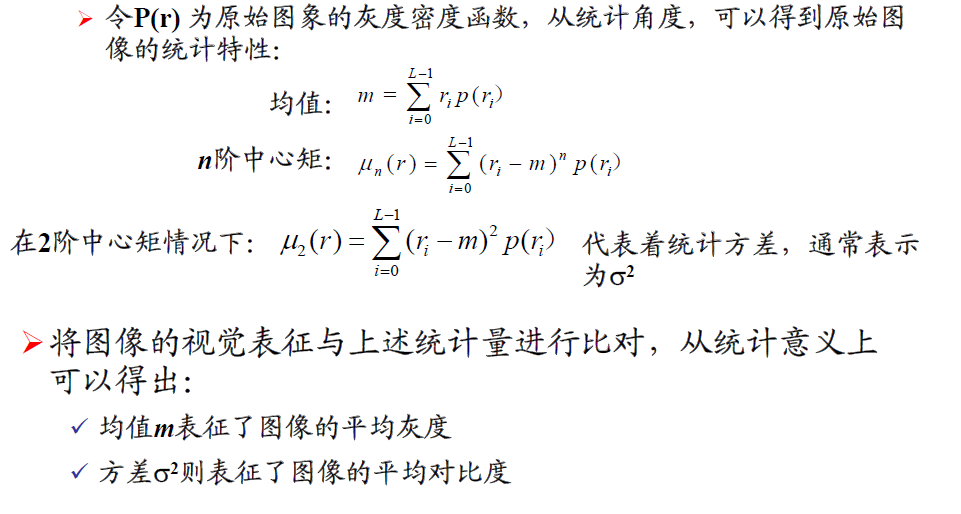 ➢ 令P(r) 为原始图象的灰度密度函数，从统计角度，可以得到原始图
像的统计特性：
均值： m = \sum_{i=0}^{L-1} r_i p(r_i)
n阶中心矩： μ_n(r) = \sum_{i=0}^{L-1} (r_i - m)^n p(r_i)
在2阶中心矩情况下： μ_2(r) = \sum_{i=0}^{L-1} (r_i - m)^2 p(r_i) 代表着统计方差，通常表示
为σ²
➢将图像的视觉表征与上述统计量进行比对，从统计意义上
可以得出：
✓ 均值m表征了图像的平均灰度
✓ 方差σ²则表征了图像的平均对比度